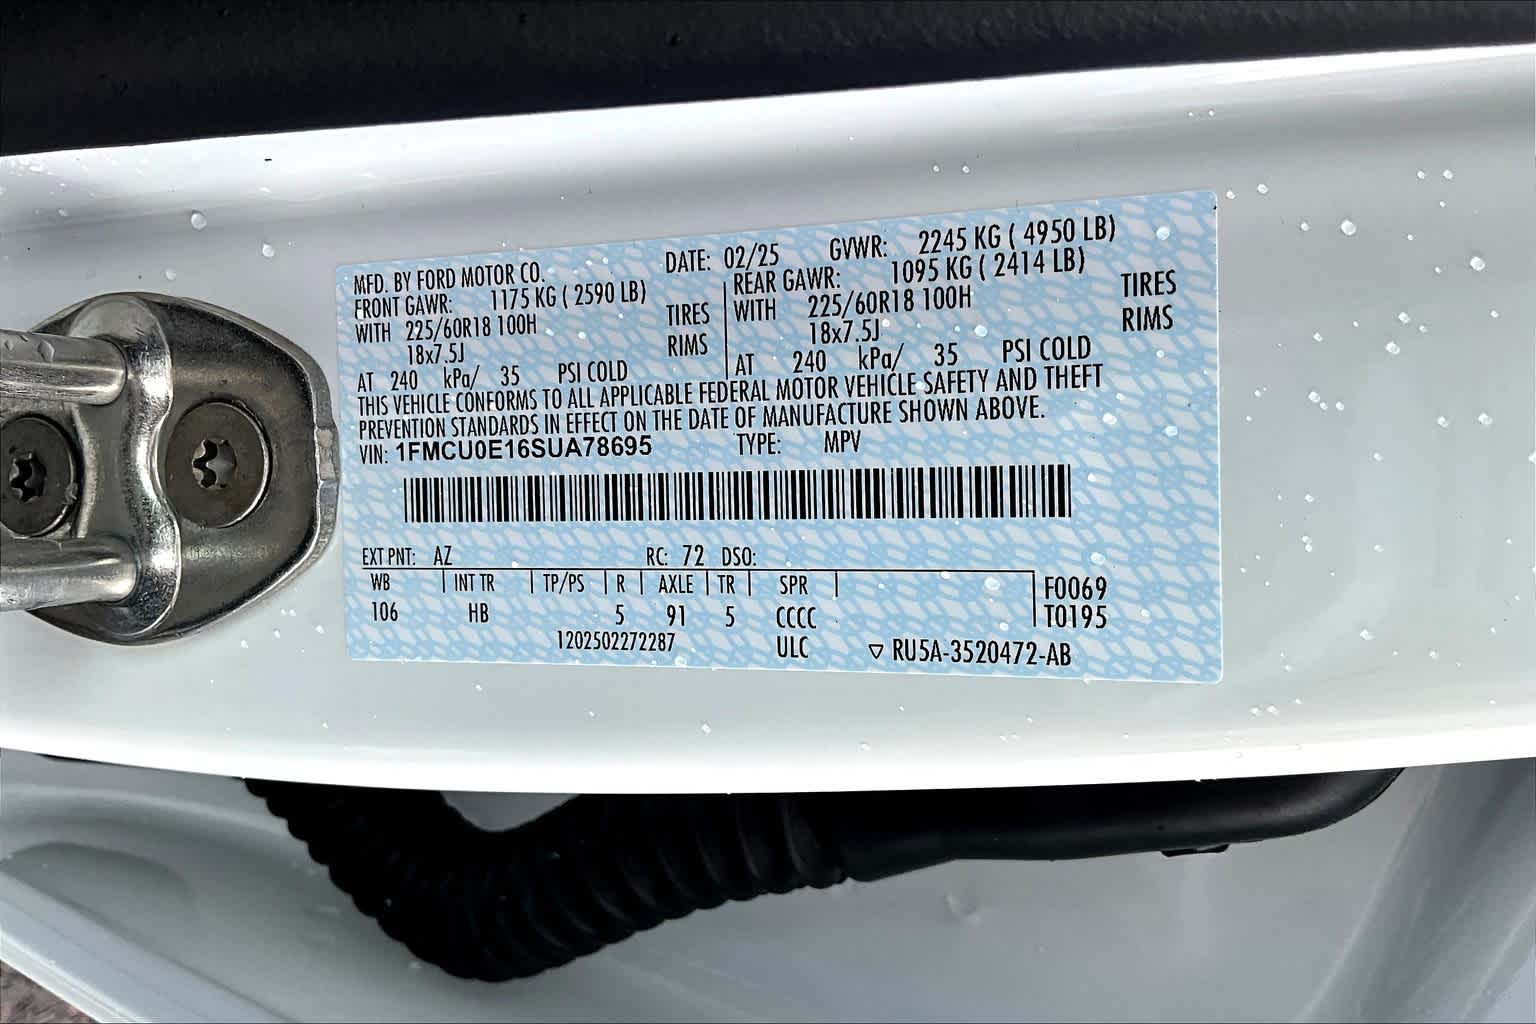 MFD. BY FORD MOTOR CO. DATE: 02/25 GVWR: 2245 KG ( 4950 LB)
FRONT GAWR: 1175 KG ( 2590 LB) REAR GAWR: 1095 KG ( 2414 LB)
WITH 225/60R18 100H TIRES WITH 225/60R18 100H TIRES
18x7.5J RIMS 18x7.5J RIMS
AT 240 kPa/ 35 PSI COLD AT 240 kPa/ 35 PSI COLD
THIS VEHICLE CONFORMS TO ALL APPLICABLE FEDERAL MOTOR VEHICLE SAFETY AND THEFT
PREVENTION STANDARDS IN EFFECT ON THE DATE OF MANUFACTURE SHOWN ABOVE.
VIN: 1FMCU0E16SUA78695 TYPE: MPV
EXT PNT: AZ RC: 72 DSO:
WB INT TR TP/PS R AXLE TR SPR F0069
106 HB 5 91 5 CCCC T0195
1202502272287 ULC ▽ RU5A-3520472-AB